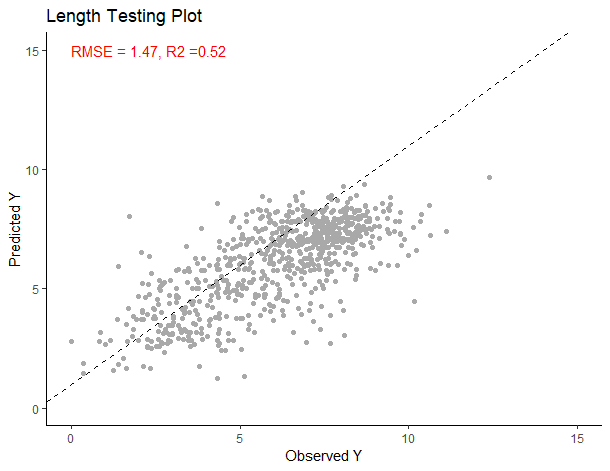 Length Testing Plot
RMSE = 1.47, R2 =0.52
15
10
5
0
Predicted Y
0 5 10 15
Observed Y